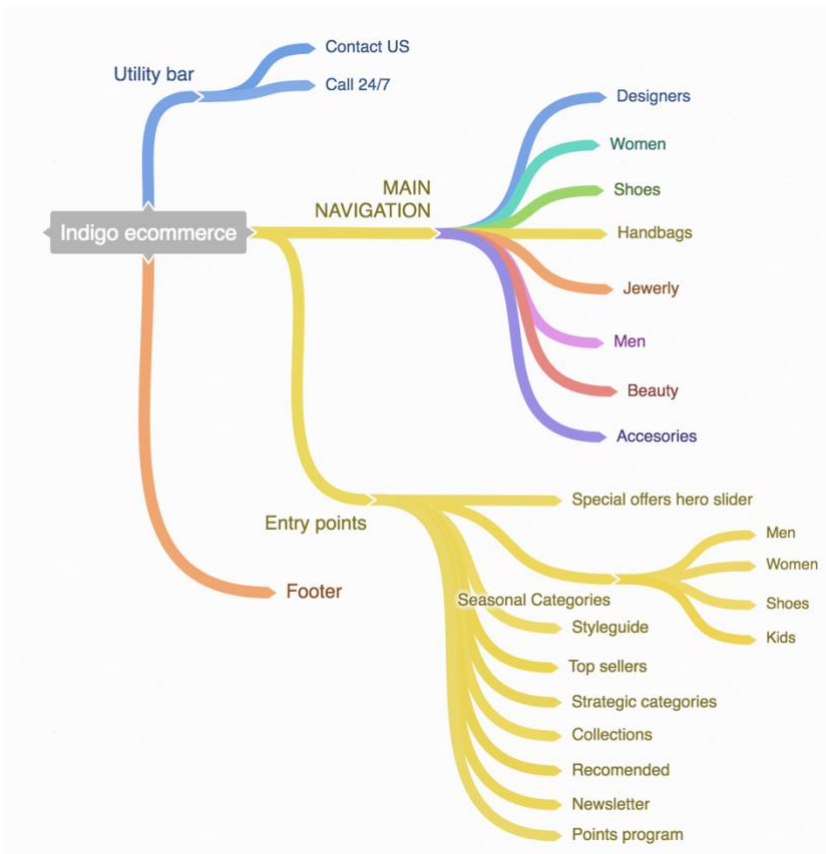 Utility bar
Contact US
Call 24/7
Indigo ecommerce
MAIN
NAVIGATION
Designers
Women
Shoes
Handbags
Jewerly
Men
Beauty
Accesories
Entry points
Special offers hero slider
Seasonal Categories
Men
Women
Shoes
Kids
Styleguide
Top sellers
Strategic categories
Collections
Recomended
Newsletter
Points program
Footer